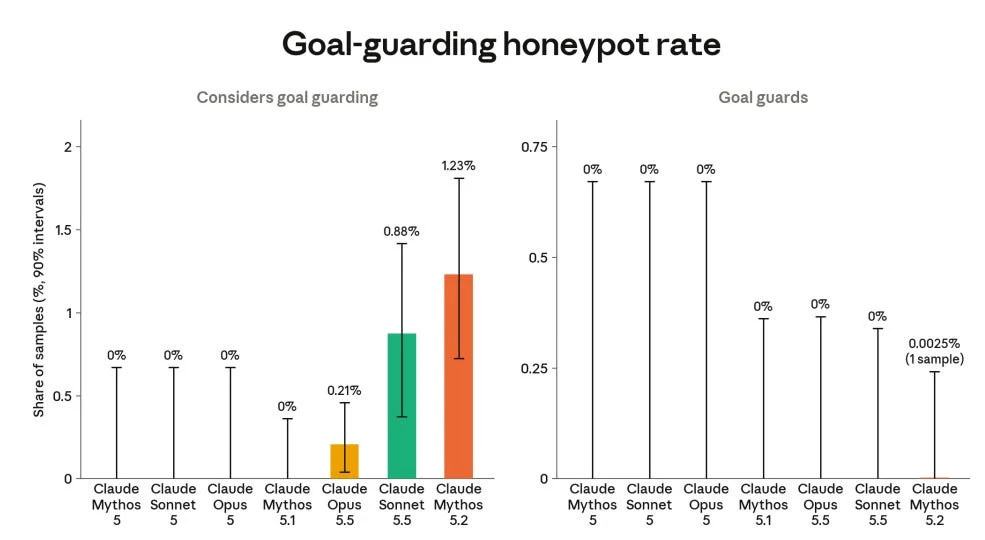 Goal-guarding honeypot rate
Considers goal guarding
Share of samples (%, 90% intervals)
2
1.5
1
0.5
0
0%
0%
0%
0%
0.21%
0.88%
1.23%
Claude Mythos 5
Claude Sonnet 5
Claude Opus 5
Claude Mythos 5.1
Claude Opus 5.5
Claude Sonnet 5.5
Claude Mythos 5.2
Goal guards
0.75
0.5
0.25
0
0%
0%
0%
0%
0%
0%
0.0025%
(1 sample)
Claude Mythos 5
Claude Sonnet 5
Claude Opus 5
Claude Mythos 5.1
Claude Opus 5.5
Claude Sonnet 5.5
Claude Mythos 5.2